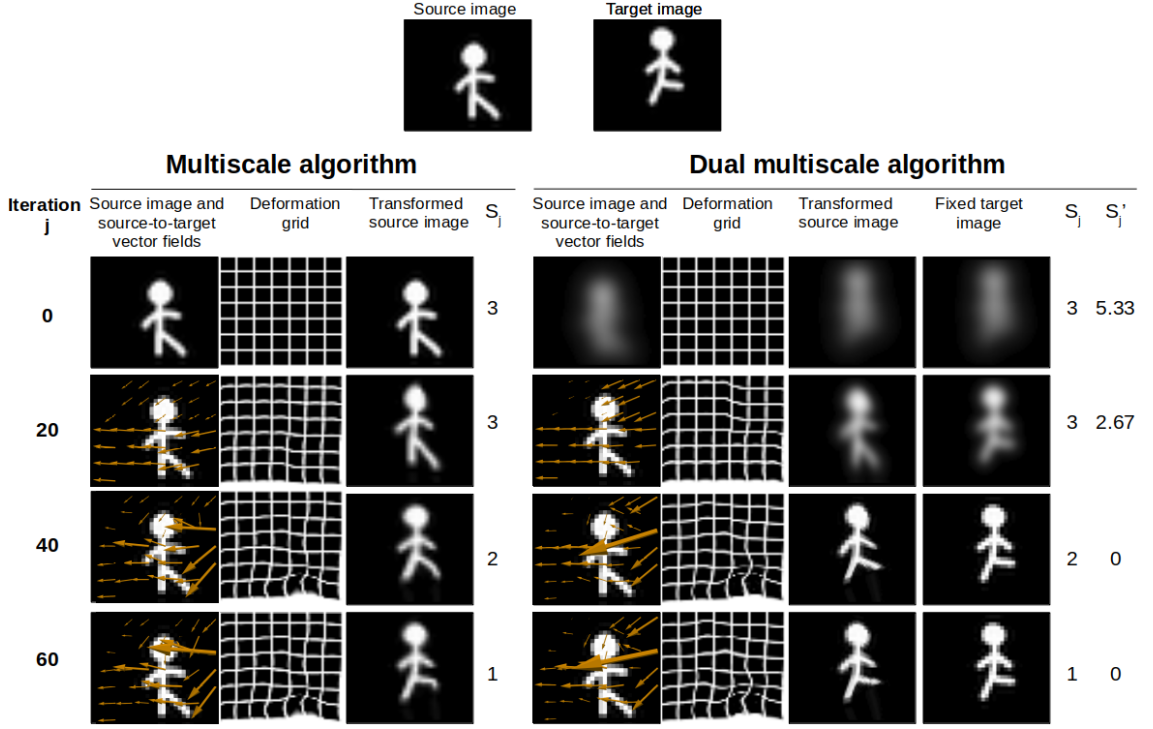 Source image
Target image
Multiscale algorithm
Dual multiscale algorithm
Iteration
j
Source image and
source-to-target
vector fields
Deformation
grid
Transformed
source image
Sj
Source image and
source-to-target
vector fields
Deformation
grid
Transformed
source image
Fixed target
image
Sj
Sj'
0
3
3 5.33
20
3
3 2.67
40
2
2 0
60
1
1 0